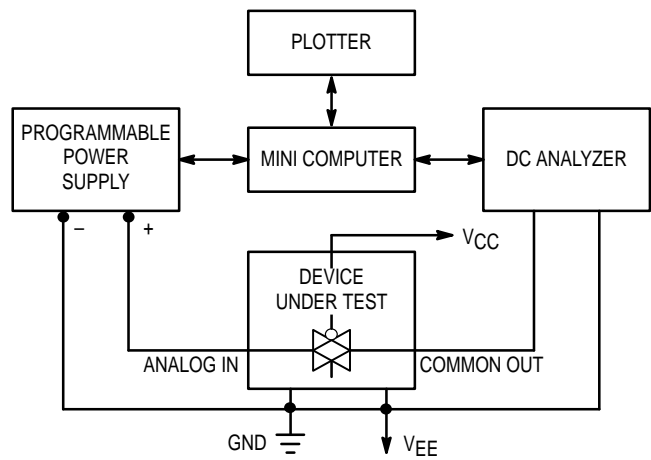 PLOTTER
PROGRAMMABLE
POWER
SUPPLY
MINI COMPUTER
DC ANALYZER
– +
VCC
DEVICE
UNDER TEST
ANALOG IN
COMMON OUT
GND
VEE